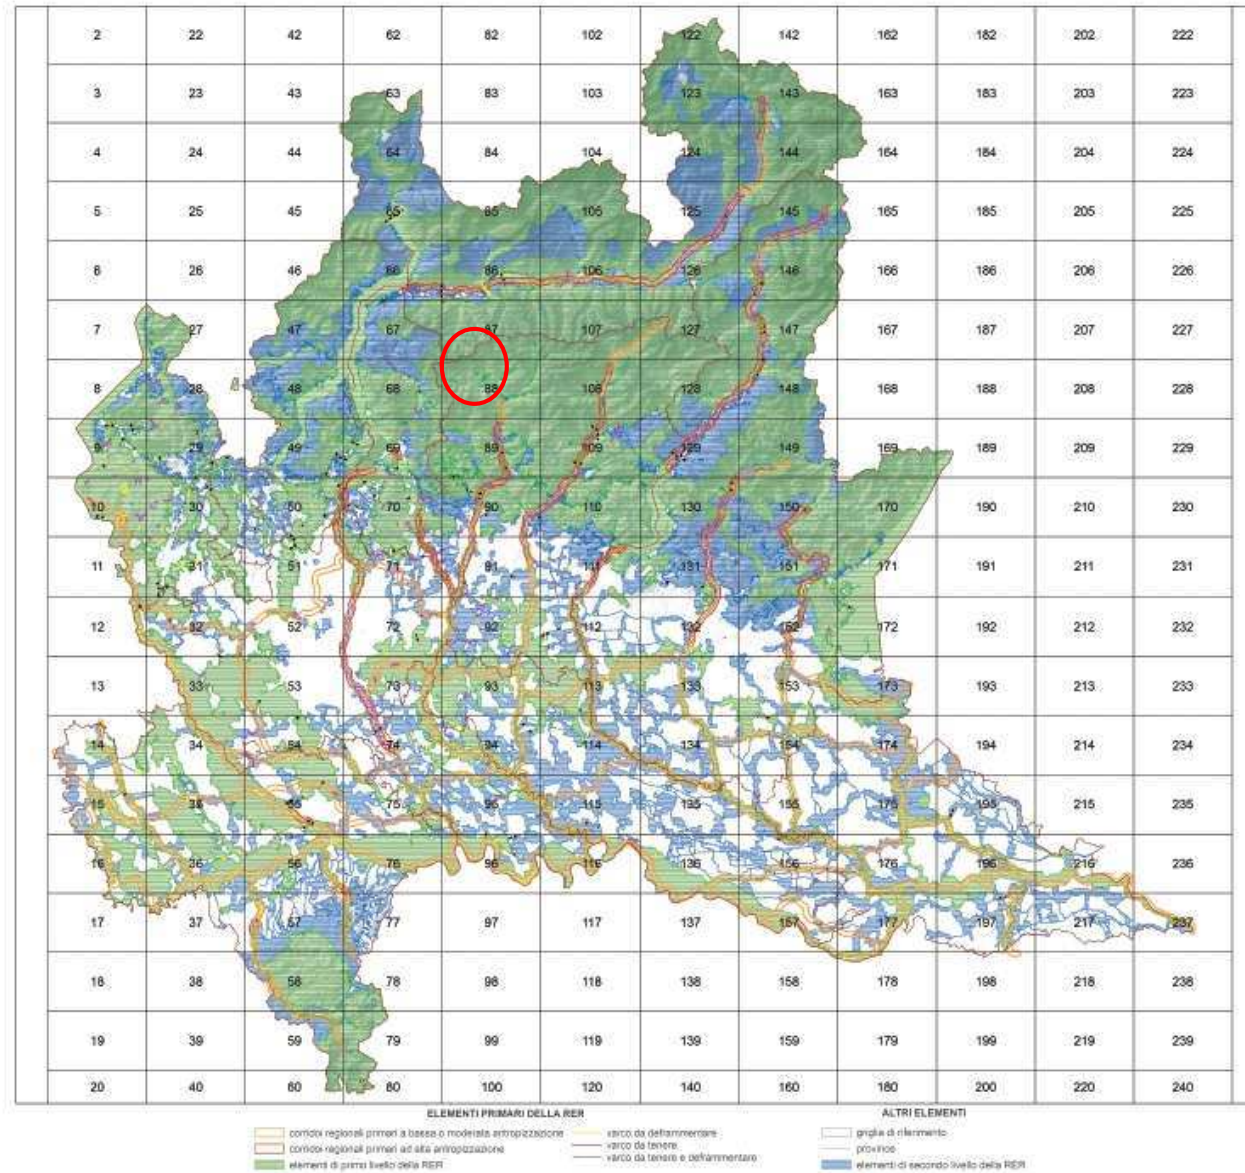 2 22 42 62 82 102 122 142 162 182 202 222
3 23 43 63 83 103 123 143 163 183 203 223
4 24 44 64 84 104 124 144 164 184 204 224
5 25 45 65 85 105 125 145 165 185 205 225
6 26 46 66 86 106 126 146 166 186 206 226
7 27 47 67 87 107 127 147 167 187 207 227
8 28 48 68 88 108 128 148 168 188 208 228
9 29 49 69 89 109 129 149 169 189 209 229
10 30 50 70 90 110 130 150 170 190 210 230
11 31 51 71 91 111 131 151 171 191 211 231
12 32 52 72 92 112 132 152 172 192 212 232
13 33 53 73 93 113 133 153 173 193 213 233
14 34 54 74 94 114 134 154 174 194 214 234
15 35 55 75 95 115 135 155 175 195 215 235
16 36 56 76 96 116 136 156 176 196 216 236
17 37 57 77 97 117 137 157 177 197 217 237
18 38 58 78 98 118 138 158 178 198 218 238
19 39 59 79 99 119 139 159 179 199 219 239
20 40 60 80 100 120 140 160 180 200 220 240
ELEMENTI PRIMARI DELLA RER
ALTRI ELEMENTI
corridoi regionali primari a bassa o moderata antropizzazione
varco da deframmentare
griglia di riferimento
corridoi regionali primari ad alta antropizzazione
varco da tenere
province
elementi di primo livello della RER
varco da tenere e deframmentare
elementi di secondo livello della RER